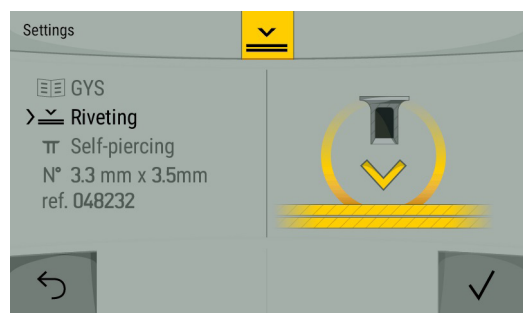 Settings
GYS
Riveting
Self-piercing
N° 3.3 mm x 3.5mm
ref. 048232